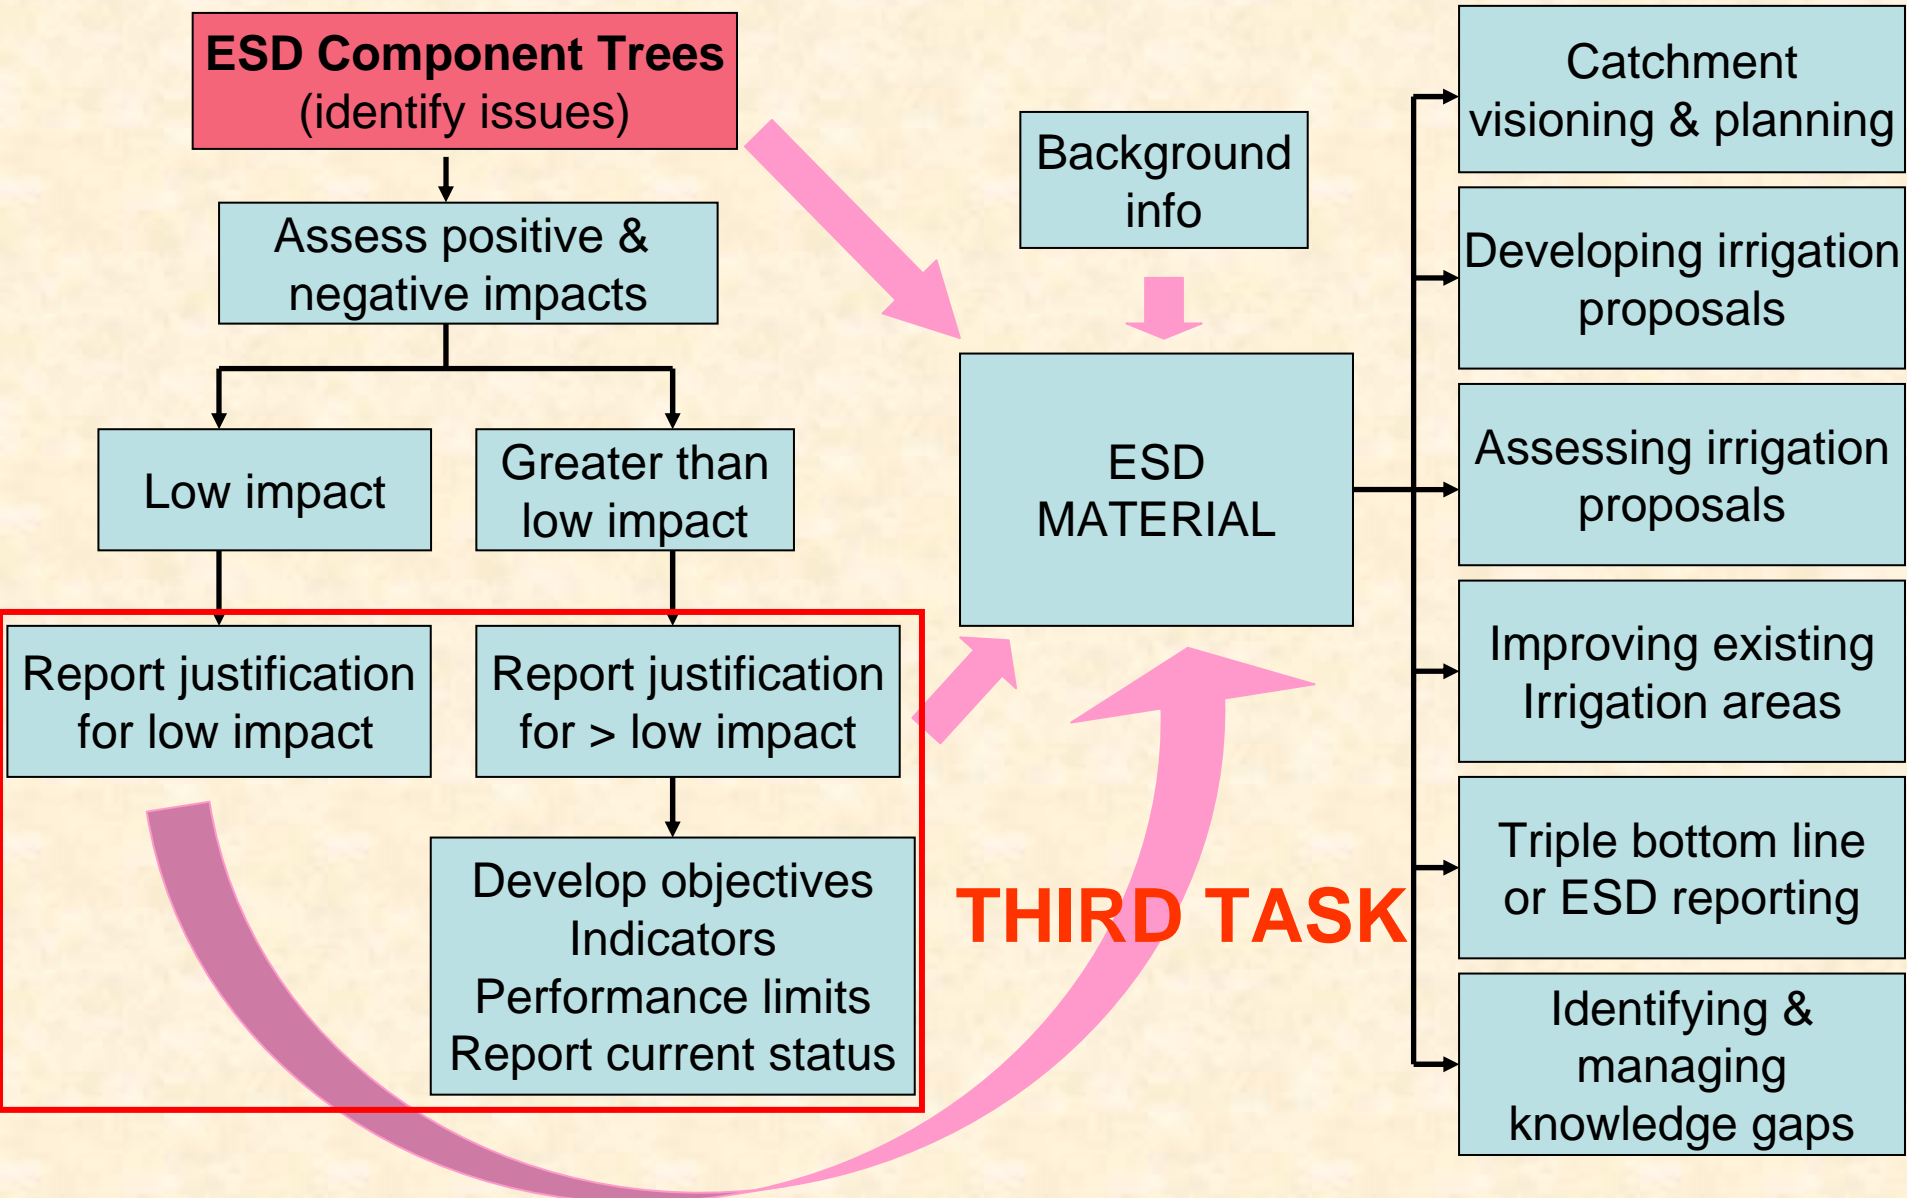 ESD Component Trees
(identify issues)
Assess positive &
negative impacts
Low impact
Greater than
low impact
Report justification
for low impact
Report justification
for > low impact
Develop objectives
Indicators
Performance limits
Report current status
Background
info
ESD
MATERIAL
THIRD TASK
Catchment
visioning & planning
Developing irrigation
proposals
Assessing irrigation
proposals
Improving existing
Irrigation areas
Triple bottom line
or ESD reporting
Identifying &
managing
knowledge gaps